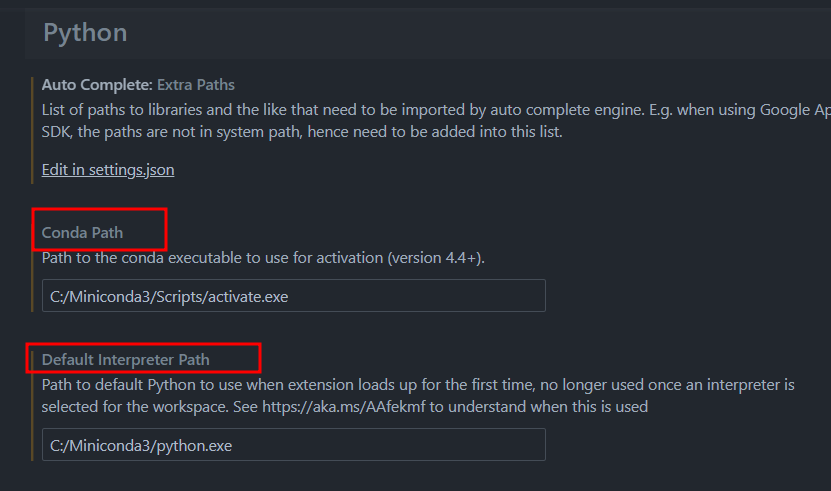 Python
Auto Complete: Extra Paths
List of paths to libraries and the like that need to be imported by auto complete engine. E.g. when using Google Ap
SDK, the paths are not in system path, hence need to be added into this list.
Edit in settings.json
Conda Path
Path to the conda executable to use for activation (version 4.4+).
C:/Miniconda3/Scripts/activate.exe
Default Interpreter Path
Path to default Python to use when extension loads up for the first time, no longer used once an interpreter is
selected for the workspace. See https://aka.ms/AAfekmf to understand when this is used
C:/Miniconda3/python.exe